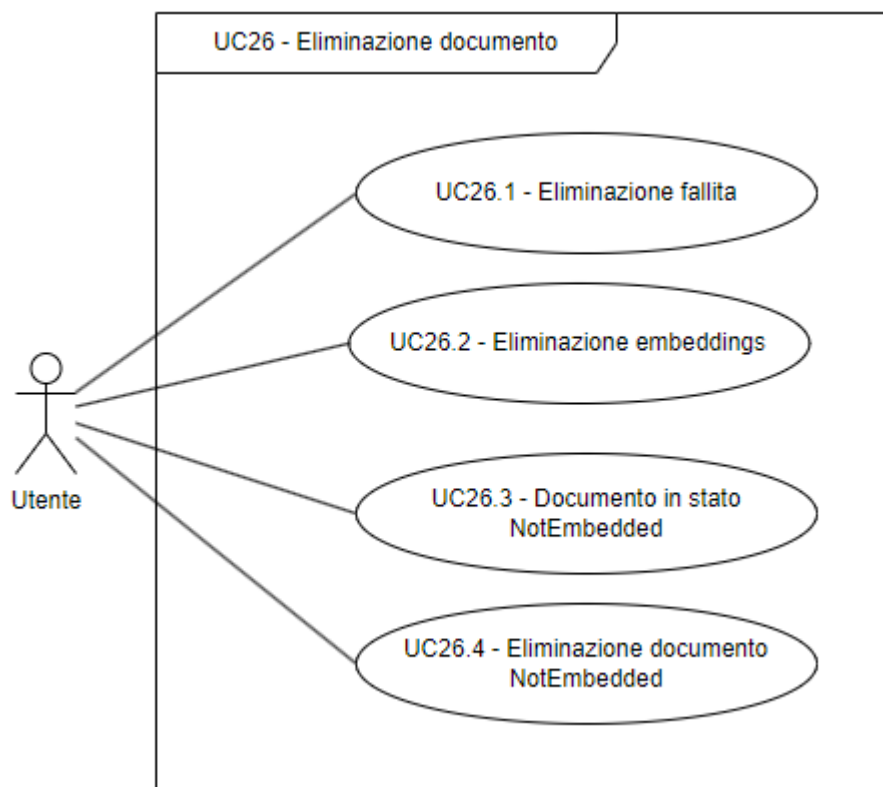 UC26 - Eliminazione documento
UC26.1 - Eliminazione fallita
UC26.2 - Eliminazione embeddings
UC26.3 - Documento in stato
NotEmbedded
UC26.4 - Eliminazione documento
NotEmbedded
Utente